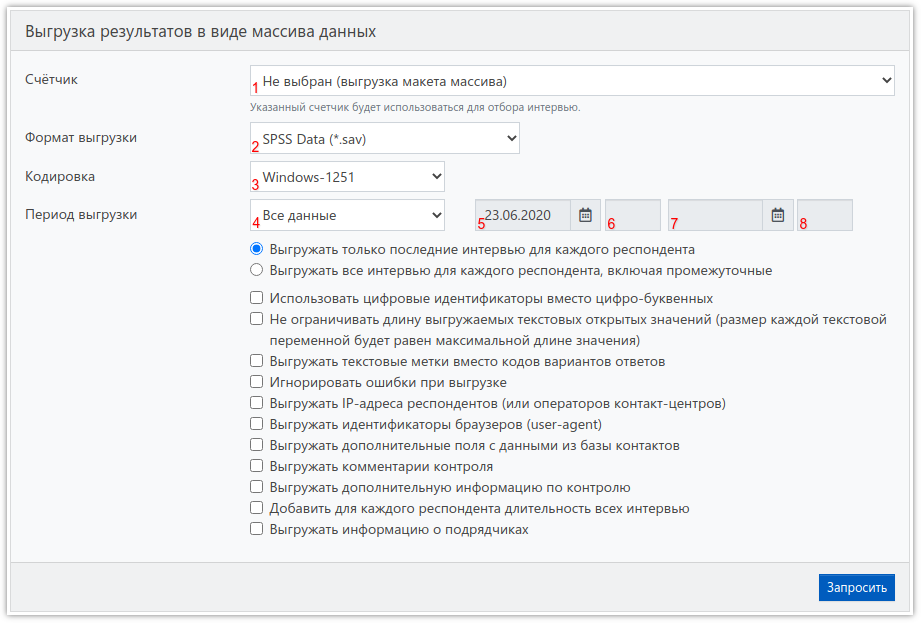 Выгрузка результатов в виде массива данных
Счётчик
1 Не выбран (выгрузка макета массива)
Указанный счетчик будет использоваться для отбора интервью.
Формат выгрузки
2 SPSS Data (*.sav)
Кодировка
3 Windows-1251
Период выгрузки
4 Все данные
5 23.06.2020
6
7
8
Выгружать только последние интервью для каждого респондента
Выгружать все интервью для каждого респондента, включая промежуточные
Использовать цифровые идентификаторы вместо цифро-буквенных
Не ограничивать длину выгружаемых текстовых открытых значений (размер каждой текстовой
переменной будет равен максимальной длине значения)
Выгружать текстовые метки вместо кодов вариантов ответов
Игнорировать ошибки при выгрузке
Выгружать IP-адреса респондентов (или операторов контакт-центров)
Выгружать идентификаторы браузеров (user-agent)
Выгружать дополнительные поля с данными из базы контактов
Выгружать комментарии контроля
Выгружать дополнительную информацию по контролю
Добавить для каждого респондента длительность всех интервью
Выгружать информацию о подрядчиках
Запросить